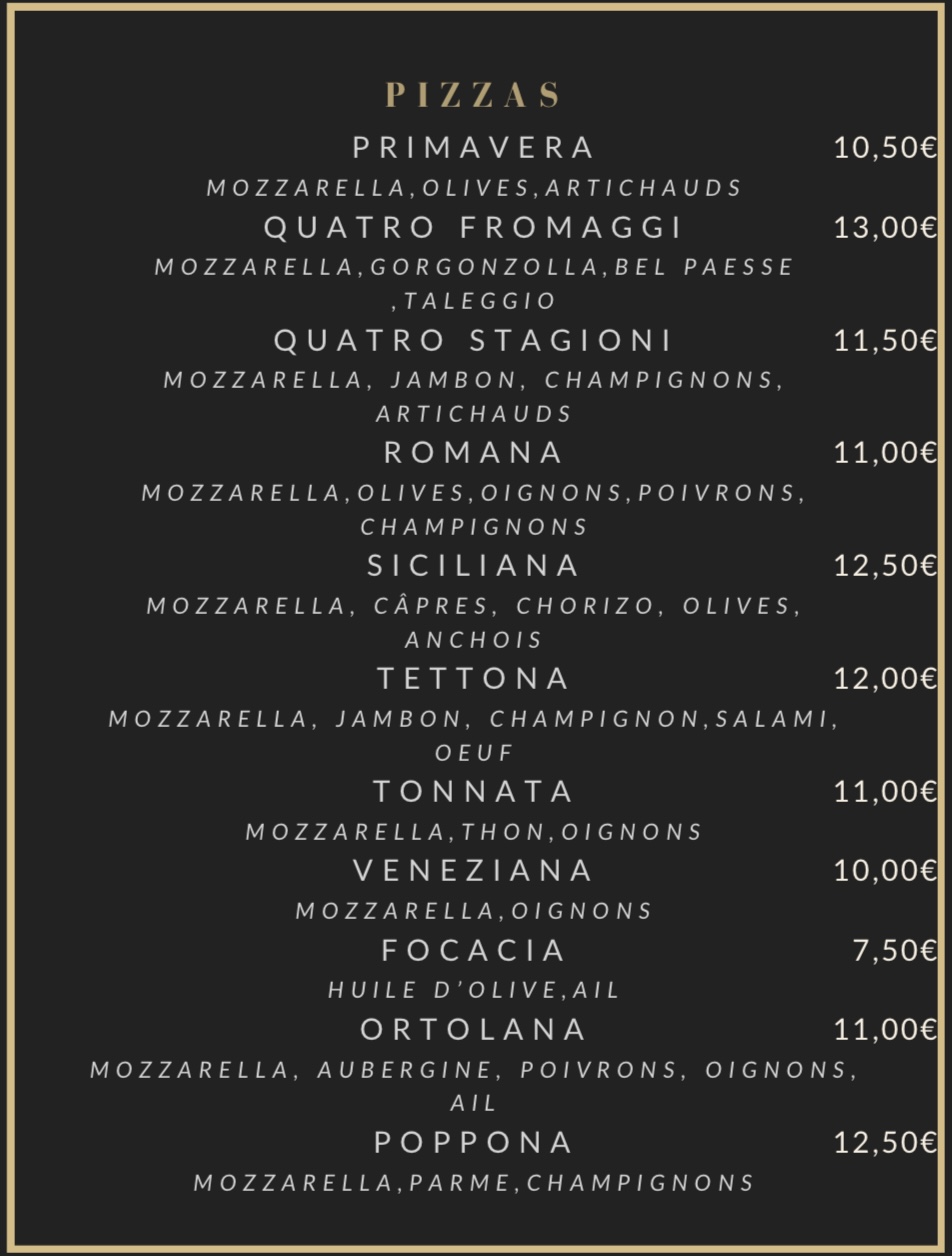 PIZZAS
PRIMAVERA 10,50€
MOZZARELLA,OLIVES,ARTICHAUDS
QUATRO FROMAGGI 13,00€
MOZZARELLA,GORGONZOLLA,BEL PAESSE
,TALEGGIO
QUATRO STAGIONI 11,50€
MOZZARELLA, JAMBON, CHAMPIGNONS,
ARTICHAUDS
ROMANA 11,00€
MOZZARELLA,OLIVES,OIGNONS,POIVRONS,
CHAMPIGNONS
SICILIANA 12,50€
MOZZARELLA, CÂPRES, CHORIZO, OLIVES,
ANCHOIS
TETTONA 12,00€
MOZZARELLA, JAMBON, CHAMPIGNON,SALAMI,
OEUF
TONNATA 11,00€
MOZZARELLA,THON,OIGNONS
VENEZIANA 10,00€
MOZZARELLA,OIGNONS
FOCACIA 7,50€
HUILE D'OLIVE,AIL
ORTOLANA 11,00€
MOZZARELLA, AUBERGINE, POIVRONS, OIGNONS,
AIL
POPPONA 12,50€
MOZZARELLA,PARME,CHAMPIGNONS